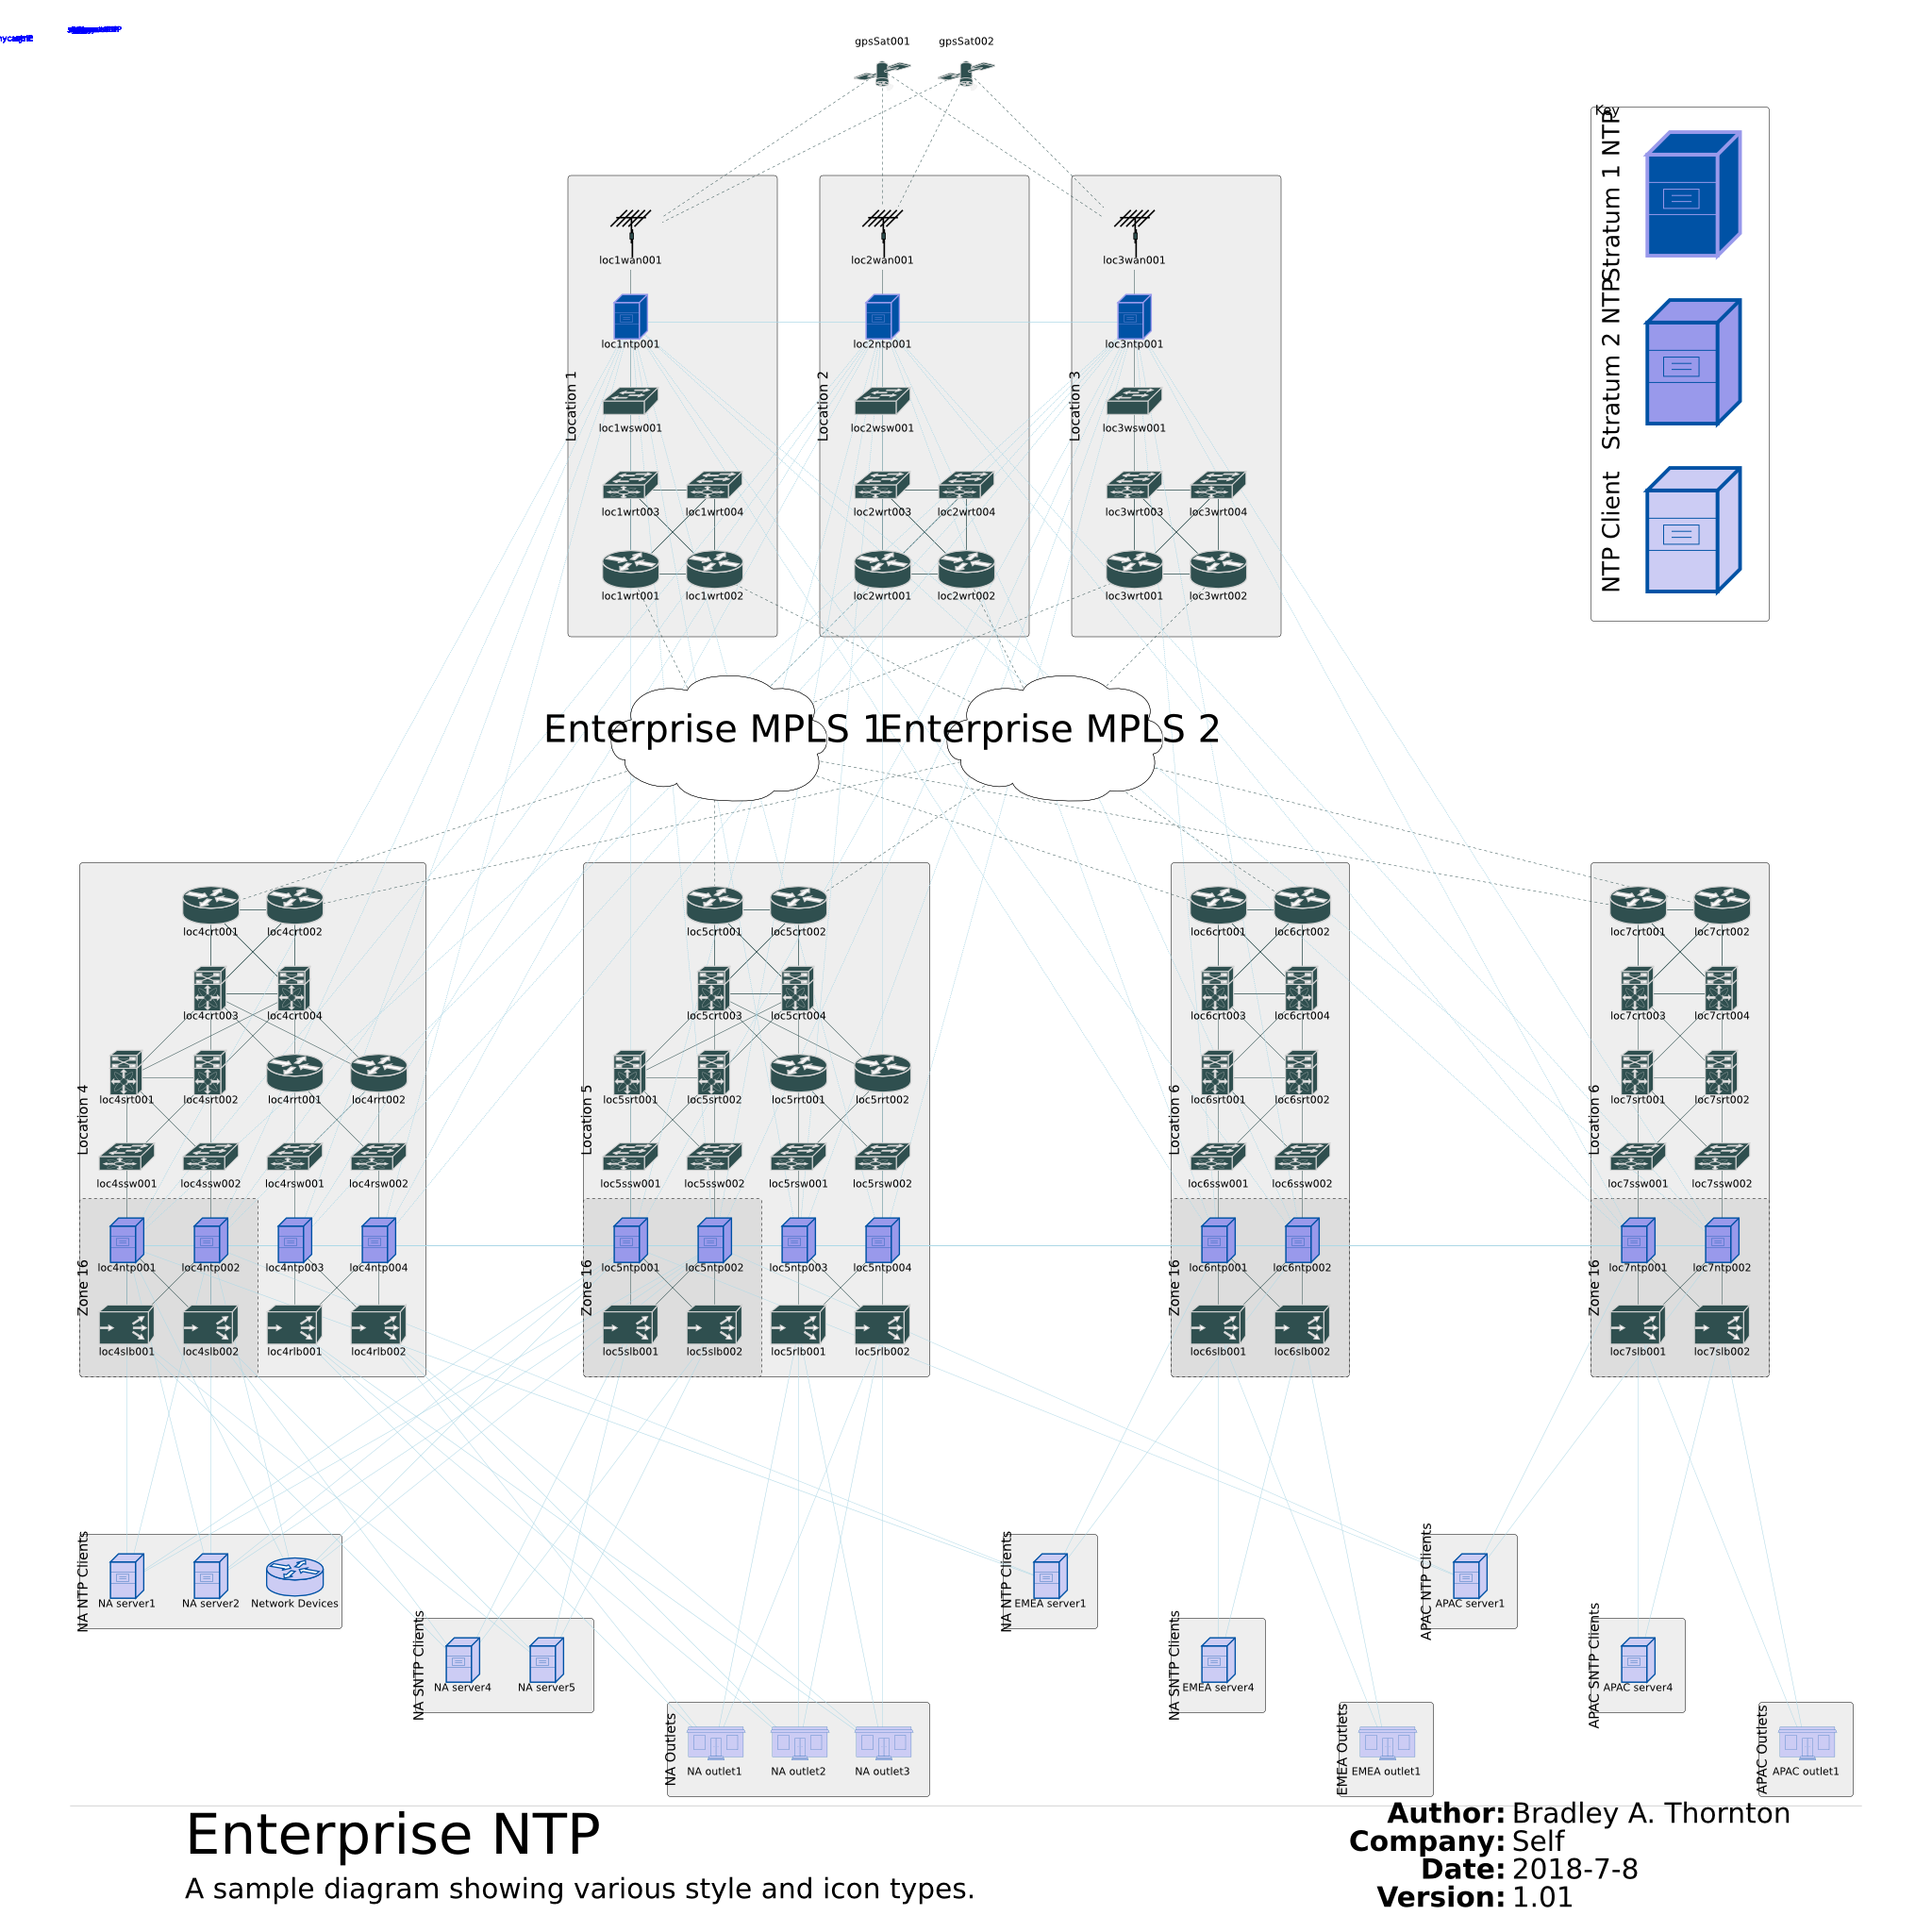 gpsSat001 gpsSat002
Key
Stratum 1 NTP
Stratum 2 NTP
NTP Client
Location 1
loc1wan001
loc1ntp001
loc1wsw001
loc1wrt003 loc1wrt004
loc1wrt001 loc1wrt002
Location 2
loc2wan001
loc2ntp001
loc2wsw001
loc2wrt003 loc2wrt004
loc2wrt001 loc2wrt002
Location 3
loc3wan001
loc3ntp001
loc3wsw001
loc3wrt003 loc3wrt004
loc3wrt001 loc3wrt002
Enterprise MPLS 1
Enterprise MPLS 2
Location 4
loc4crt001 loc4crt002
loc4crt003 loc4crt004
loc4srt001 loc4srt002 loc4rrt001 loc4rrt002
loc4ssw001 loc4ssw002 loc4rsw001 loc4rsw002
Zone 16
loc4ntp001 loc4ntp002 loc4ntp003 loc4ntp004
loc4slb001 loc4slb002 loc4rlb001 loc4rlb002
Location 5
loc5crt001 loc5crt002
loc5crt003 loc5crt004
loc5srt001 loc5srt002 loc5rrt001 loc5rrt002
loc5ssw001 loc5ssw002 loc5rsw001 loc5rsw002
Zone 16
loc5ntp001 loc5ntp002 loc5ntp003 loc5ntp004
loc5slb001 loc5slb002 loc5rlb001 loc5rlb002
Location 6
loc6crt001 loc6crt002
loc6crt003 loc6crt004
loc6srt001 loc6srt002
loc6ssw001 loc6ssw002
Zone 16
loc6ntp001 loc6ntp002
loc6slb001 loc6slb002
Location 6
loc7crt001 loc7crt002
loc7crt003 loc7crt004
loc7srt001 loc7srt002
loc7ssw001 loc7ssw002
Zone 16
loc7ntp001 loc7ntp002
loc7slb001 loc7slb002
NA NTP Clients
NA server1 NA server2 Network Devices
NA SNTP Clients
NA server4 NA server5
NA Outlets
NA outlet1 NA outlet2 NA outlet3
NA NTP Clients
EMEA server1
NA SNTP Clients
EMEA server4
EMEA Outlets
EMEA outlet1
APAC NTP Clients
APAC server1
APAC SNTP Clients
APAC server4
APAC Outlets
APAC outlet1
Enterprise NTP
A sample diagram showing various style and icon types.
Author: Bradley A. Thornton
Company: Self
Date: 2018-7-8
Version: 1.01